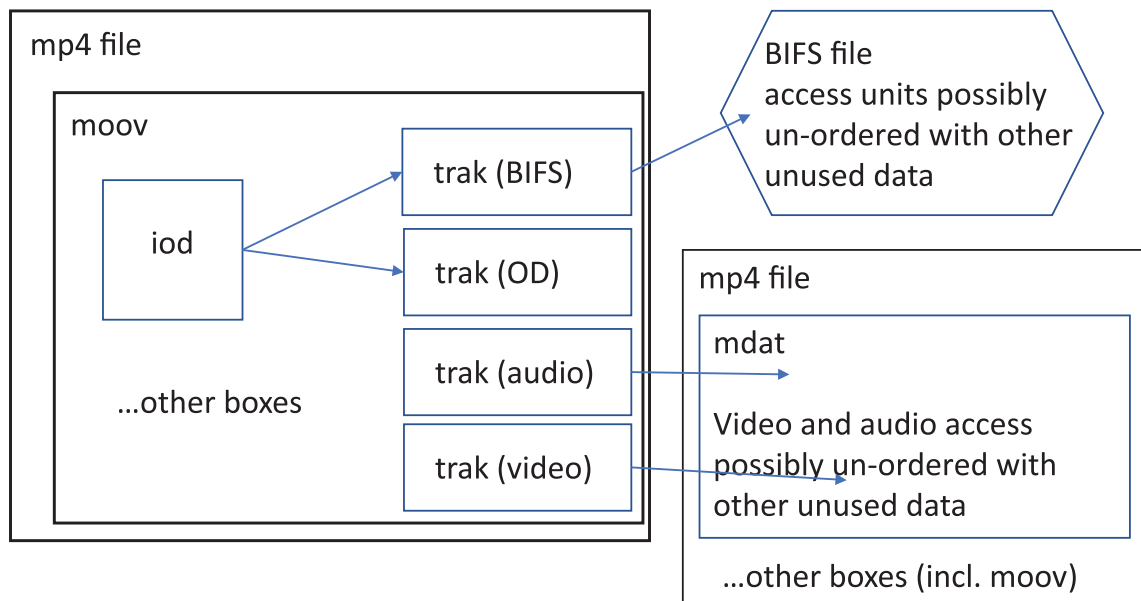 mp4 file
moov
iod
...other boxes
trak (BIFS)
trak (OD)
trak (audio)
trak (video)
BIFS file
access units possibly
un-ordered with other
unused data
mp4 file
mdat
Video and audio access
possibly un-ordered with
other unused data
...other boxes (incl. moov)